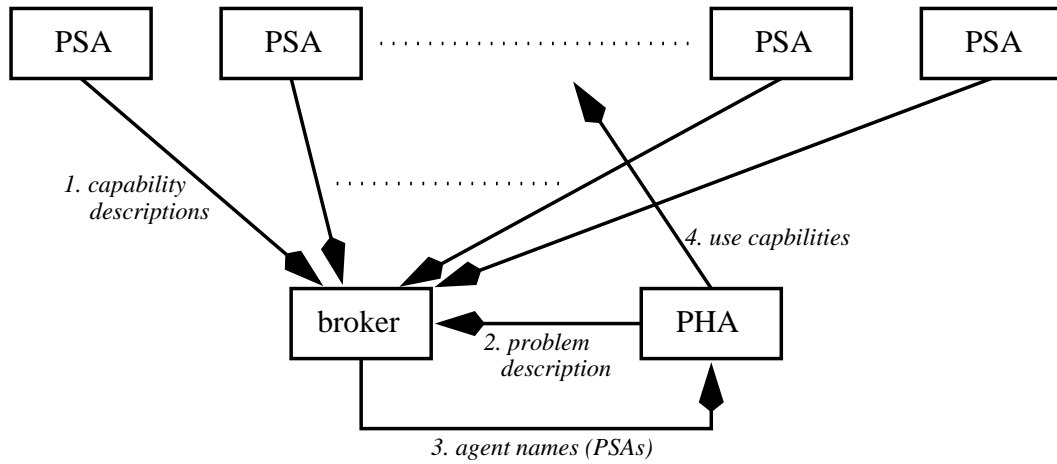 PSA
PSA
PSA
PSA
1. capability
descriptions
4. use capbilities
broker
PHA
2. problem
description
3. agent names (PSAs)